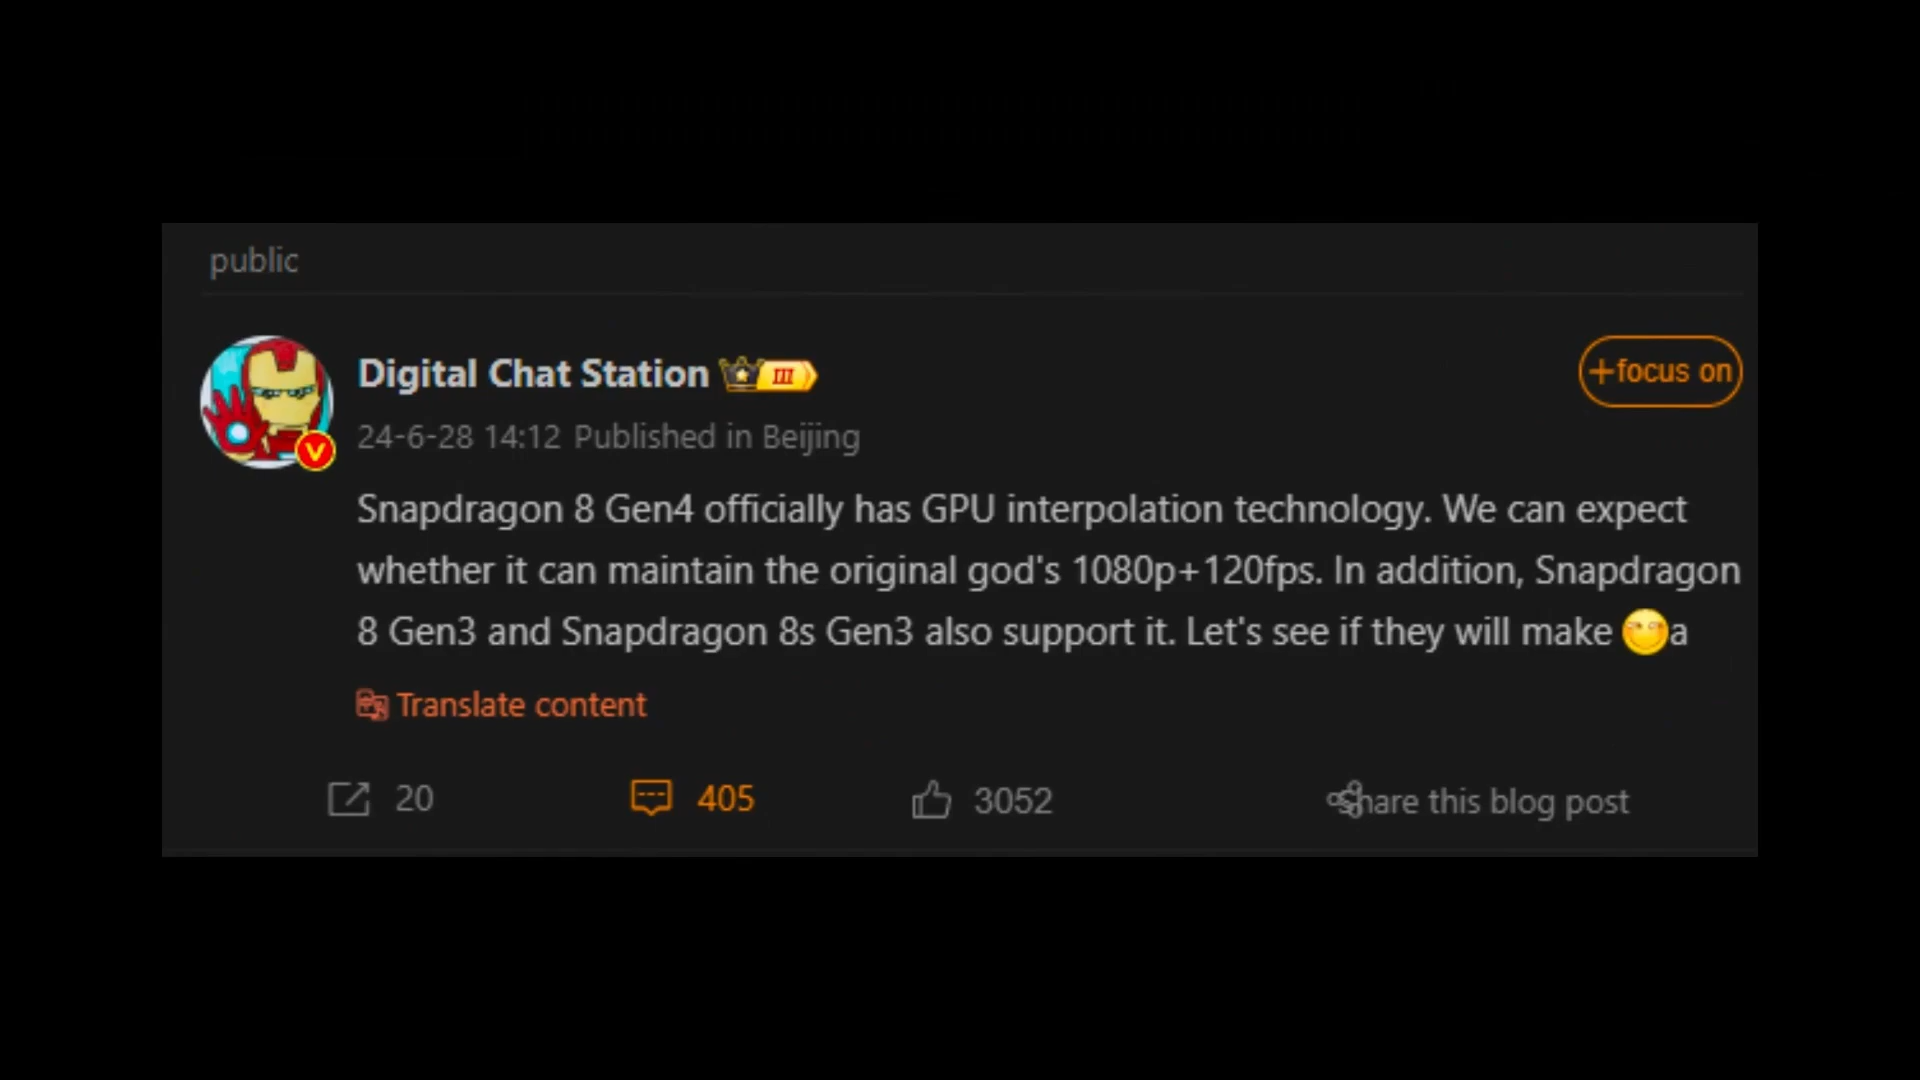 public
Digital Chat Station III
+focus on
24-6-28 14:12 Published in Beijing
Snapdragon 8 Gen4 officially has GPU interpolation technology. We can expect
whether it can maintain the original god's 1080p+120fps. In addition, Snapdragon
8 Gen3 and Snapdragon 8s Gen3 also support it. Let's see if they will make a
Translate content
20
405
3052
Share this blog post